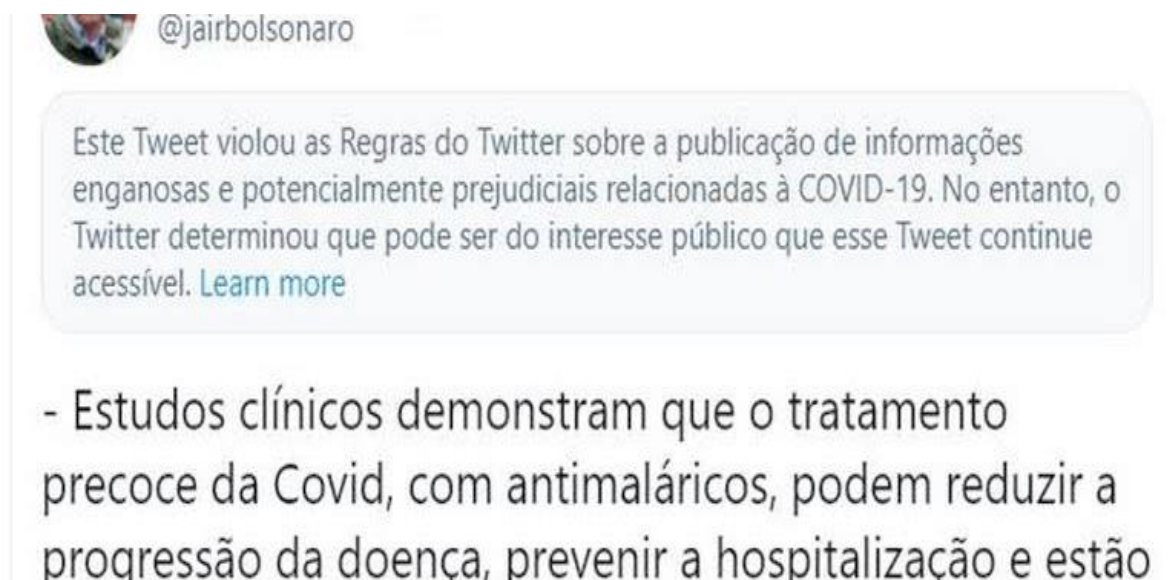 @jairbolsonaro
Este Tweet violou as Regras do Twitter sobre a publicação de informações
enganosas e potencialmente prejudiciais relacionadas à COVID-19. No entanto, o
Twitter determinou que pode ser do interesse público que esse Tweet continue
acessível. Learn more
- Estudos clínicos demonstram que o tratamento
precoce da Covid, com antimaláricos, podem reduzir a
progressão da doença, prevenir a hospitalização e estão